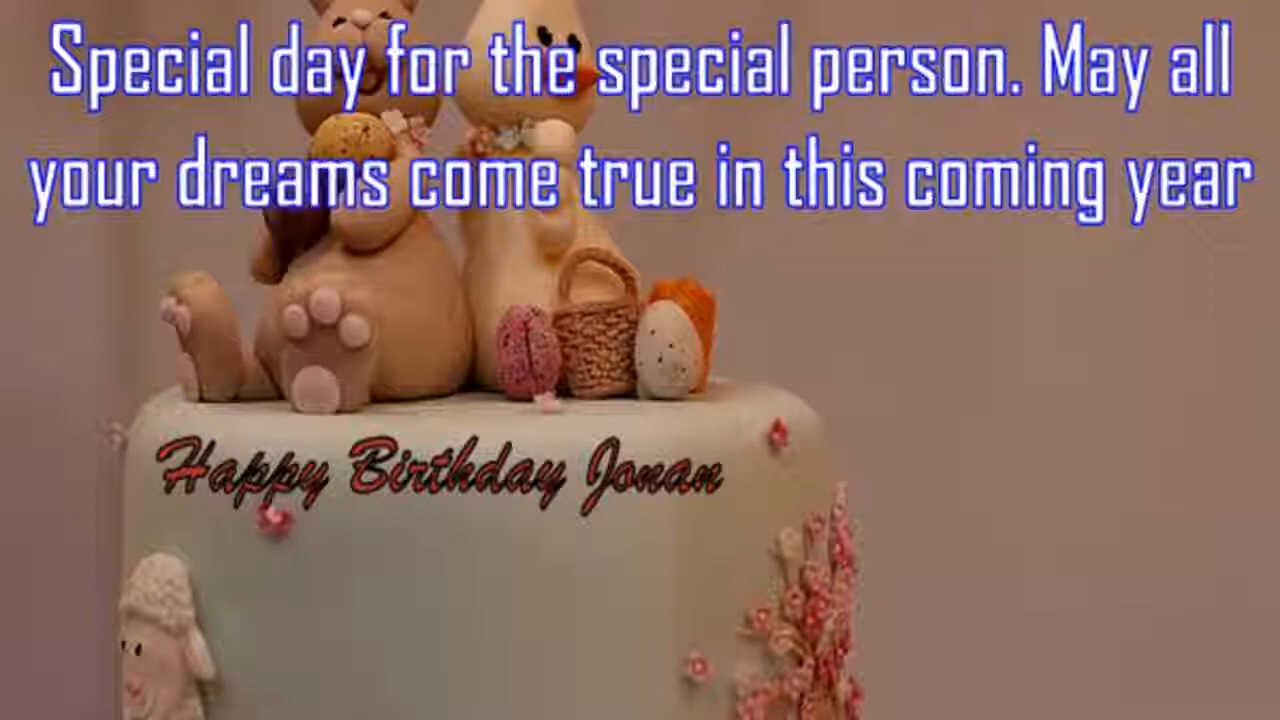 Special day for the special person. May all
your dreams come true in this coming year
Happy Birthday Jonan